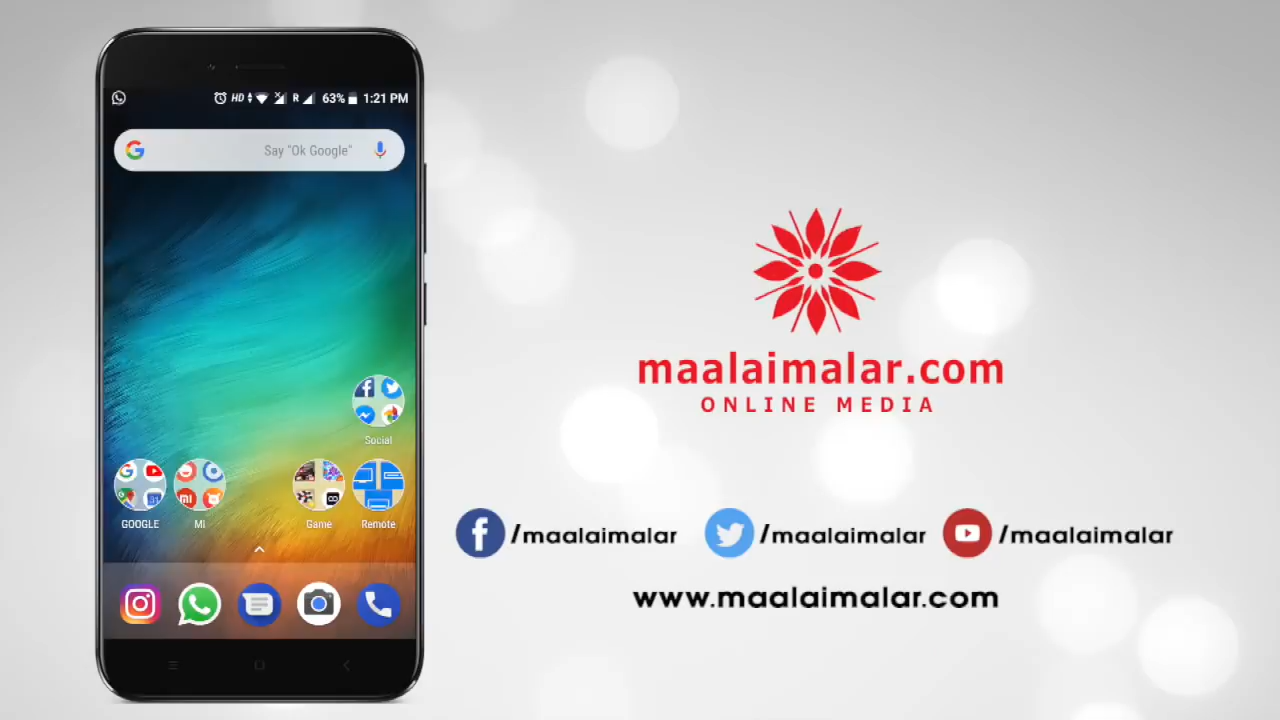 HD R 63% 1:21 PM
Say "Ok Google"
Social
GOOGLE Mi Game Remote
maalaimalar.com
ONLINE MEDIA
/maalaimalar /maalaimalar /maalaimalar
www.maalaimalar.com